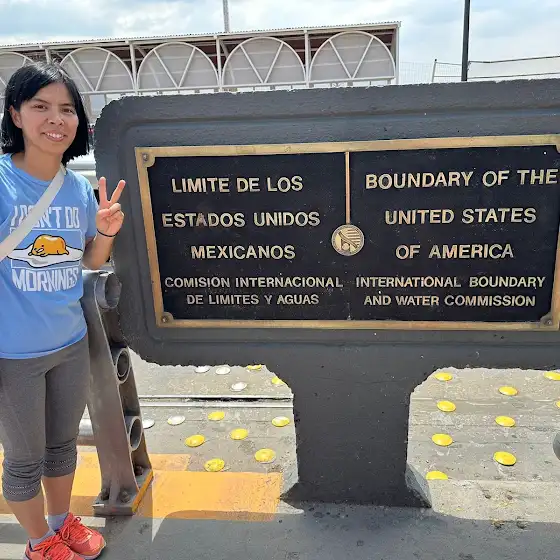 I DON'T DO
MORNINGS
LIMITE DE LOS
ESTADOS UNIDOS
MEXICANOS
COMISION INTERNACIONAL
DE LIMITES Y AGUAS
BOUNDARY OF THE
UNITED STATES
OF AMERICA
INTERNATIONAL BOUNDARY
AND WATER COMMISSION